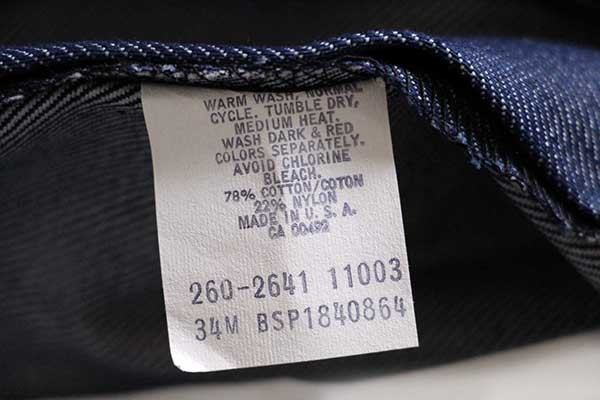 WARM WASH, NORMAL
CYCLE. TUMBLE DRY,
MEDIUM HEAT.
WASH DARK & RED
COLORS SEPARATELY.
AVOID CHLORINE
BLEACH.
78% COTTON/COTON
22% NYLON
MADE IN U. S. A.
CA 00492
260-2641 11003
34M BSP1840864